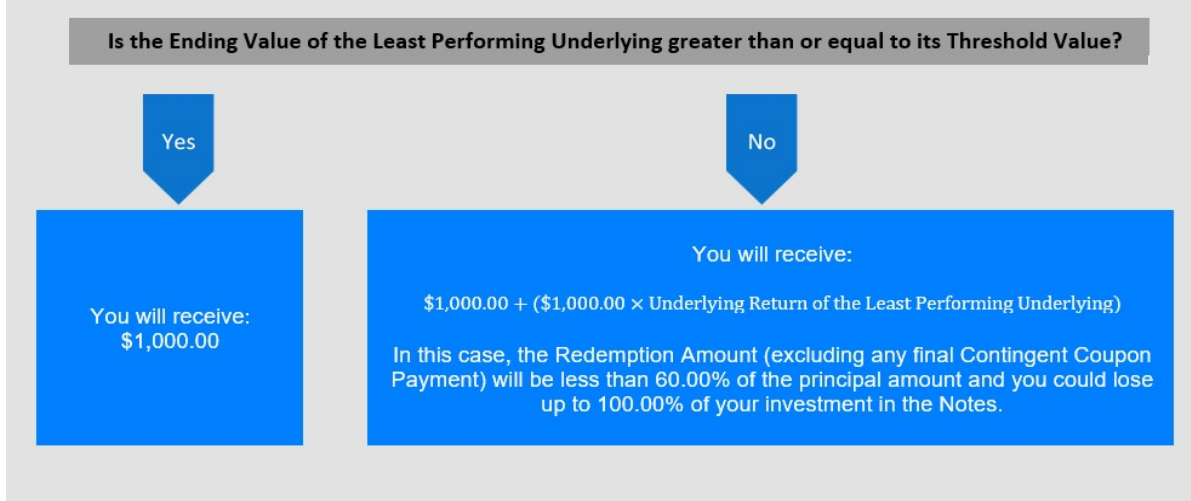 Is the Ending Value of the Least Performing Underlying greater than or equal to its Threshold Value?
Yes
No
You will receive:
$1,000.00
You will receive:
$1,000.00 + ($1,000.00 × Underlying Return of the Least Performing Underlying)
In this case, the Redemption Amount (excluding any final Contingent Coupon
Payment) will be less than 60.00% of the principal amount and you could lose
up to 100.00% of your investment in the Notes.